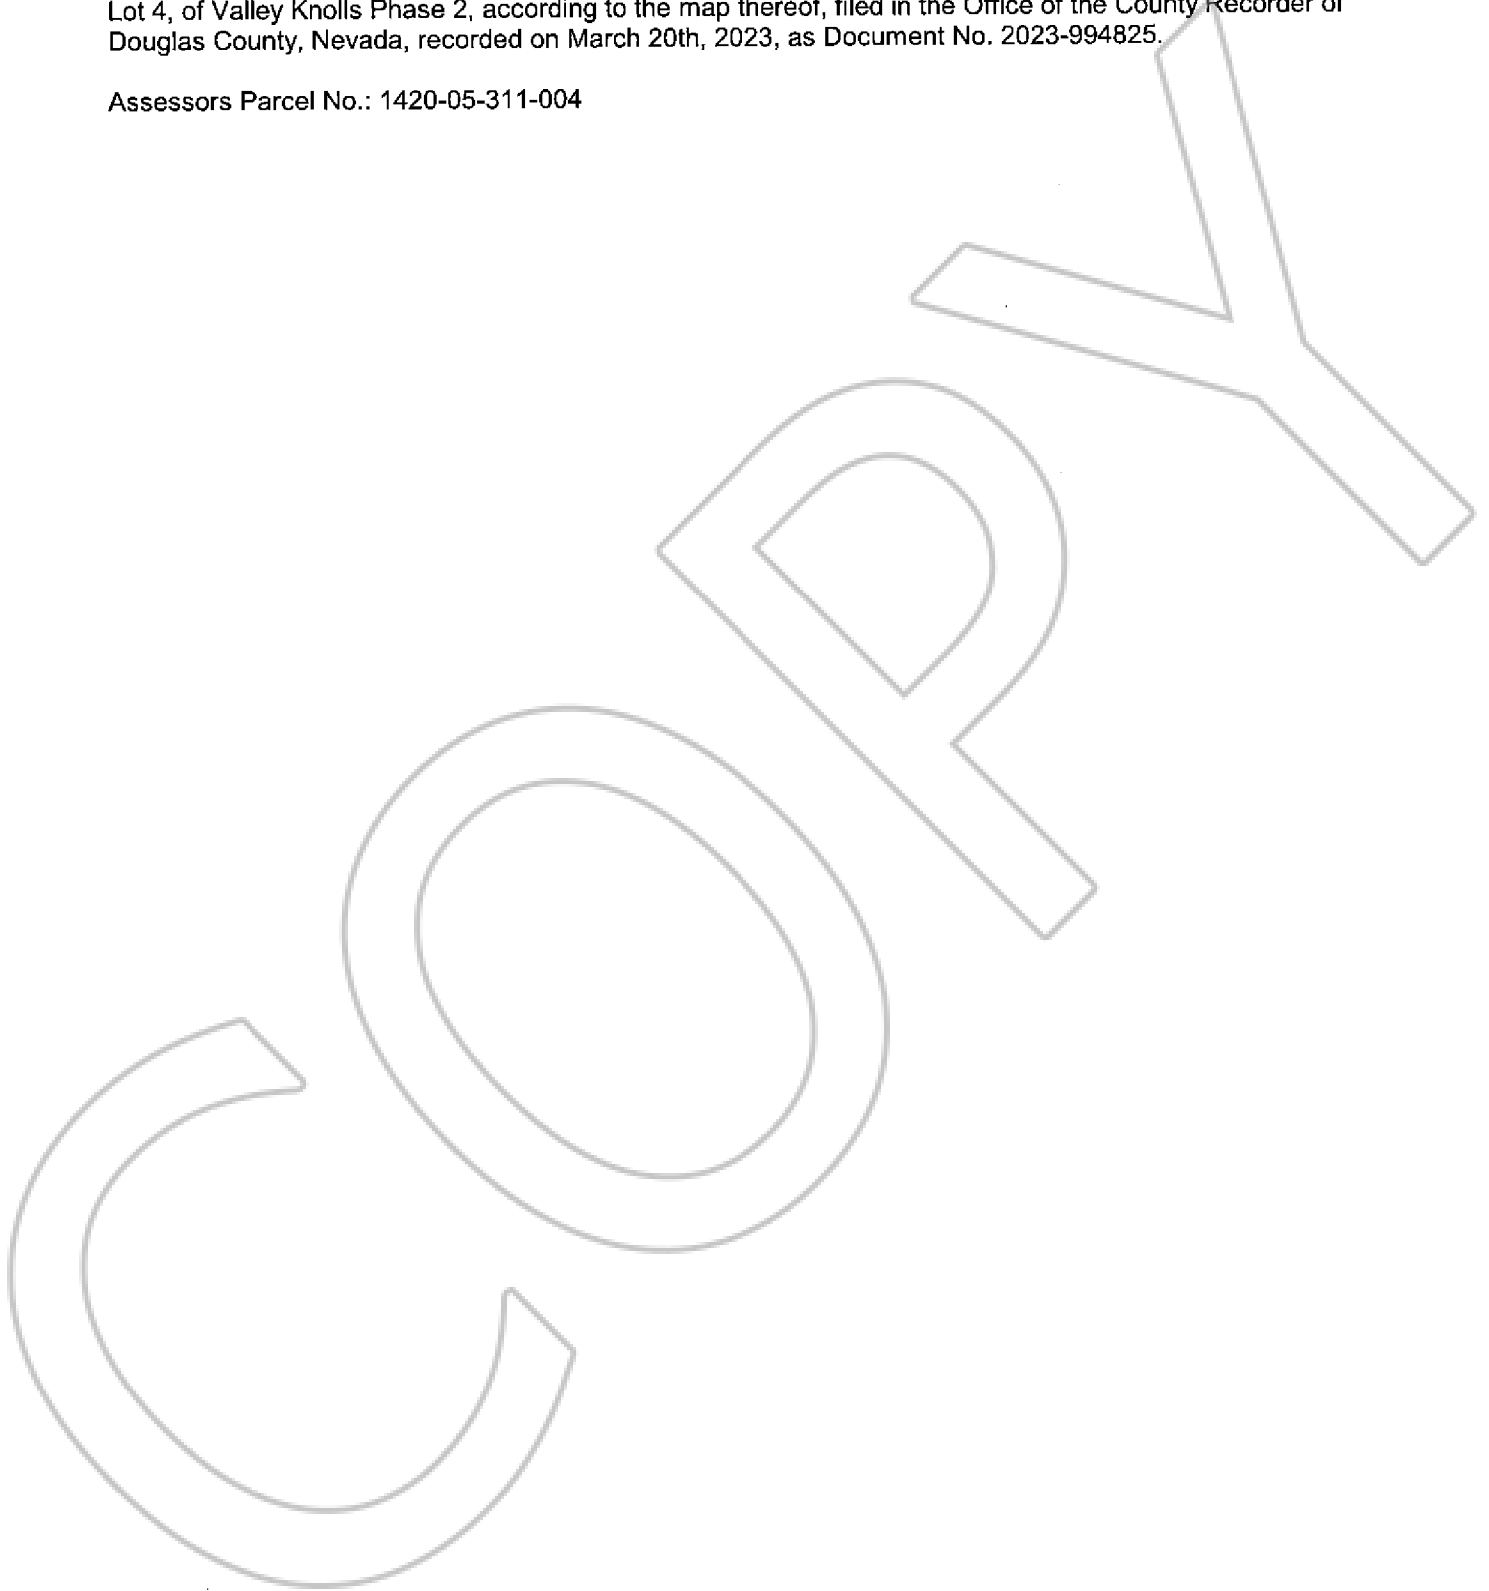 Lot 4, of Valley Knolls Phase 2, according to the map thereof, filed in the Office of the County Recorder of
Douglas County, Nevada, recorded on March 20th, 2023, as Document No. 2023-994825.
Assessors Parcel No.: 1420-05-311-004
COPY